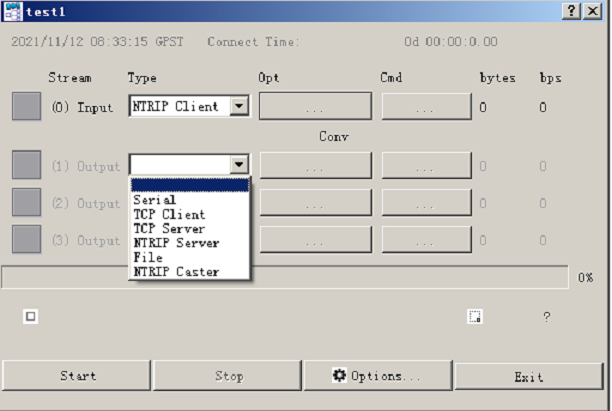 test1
2021/11/12 08:33:15 GPST Connect Time: 0d 00:00:0.00
Stream Type Opt Cmd bytes bps
(0) Input NTRIP Client ... ... 0 0
Conv
(1) Output ... ... 0 0
(2) Output ... ... 0 0
(3) Output ... ... 0 0
Serial
TCP Client
TCP Server
NTRIP Server
File
NTRIP Caster
0%
?
Start Stop Options... Exit